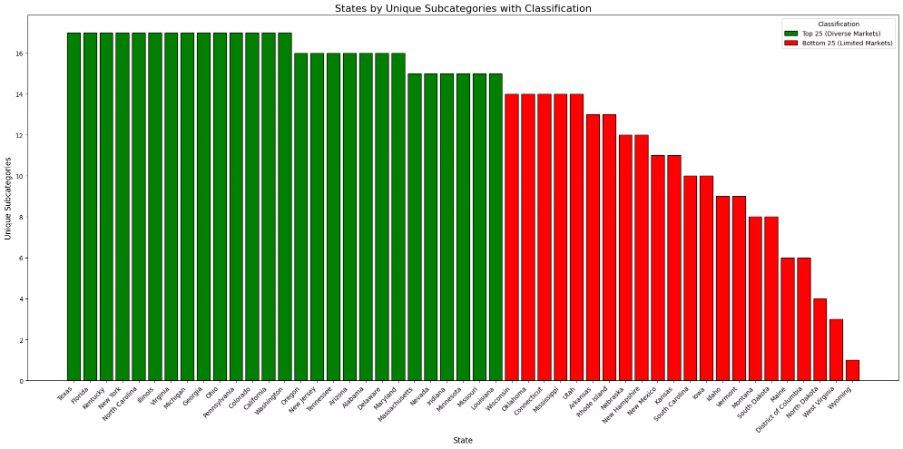 States by Unique Subcategories with Classification
Classification
Top 25 (Diverse Markets)
Bottom 25 (Limited Markets)
Unique Subcategories
16
14
12
10
8
6
4
2
0
Texas
Florida
Kentucky
New York
North Carolina
Illinois
Virginia
Michigan
Georgia
Ohio
Pennsylvania
Colorado
California
Washington
Oregon
New Jersey
Tennessee
Arizona
Alabama
Delaware
Maryland
Massachusetts
Nevada
Indiana
Minnesota
Missouri
Louisiana
Wisconsin
Oklahoma
Connecticut
Mississippi
Utah
Arkansas
Rhode Island
Nebraska
New Hampshire
New Mexico
Kansas
South Carolina
Iowa
Idaho
Vermont
Montana
South Dakota
Maine
District of Columbia
North Dakota
West Virginia
Wyoming
State